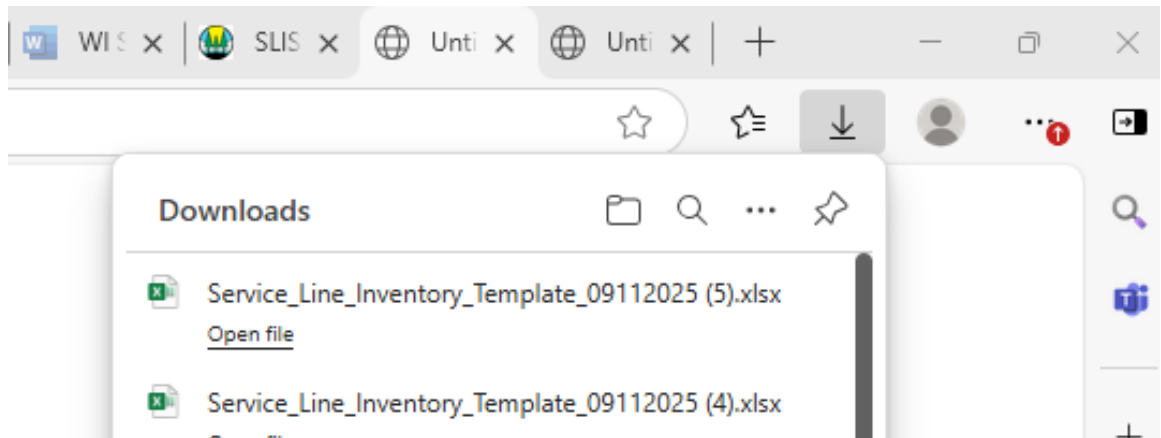 WI S
SLIS
Unti
Unti
Downloads
Service_Line_Inventory_Template_09112025 (5).xlsx
Open file
Service_Line_Inventory_Template_09112025 (4).xlsx